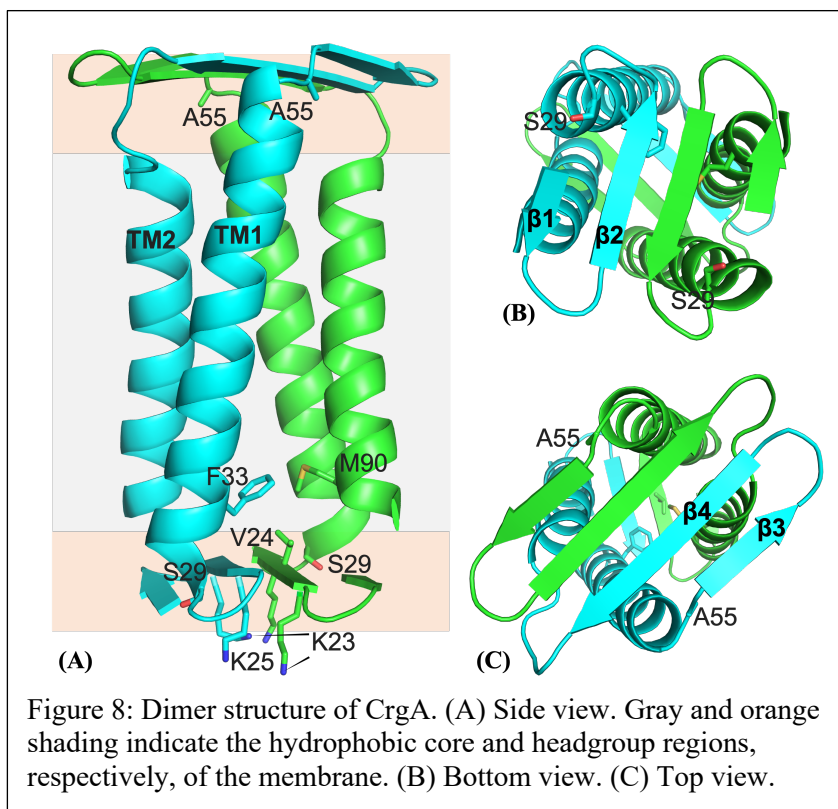 A55
A55
TM2
TM1
F33
M90
V24
S29
S29
K23
K25
(A)
S29
β1
β2
S29
(B)
A55
β4
β3
A55
(C)
Figure 8: Dimer structure of CrgA. (A) Side view. Gray and orange
shading indicate the hydrophobic core and headgroup regions,
respectively, of the membrane. (B) Bottom view. (C) Top view.